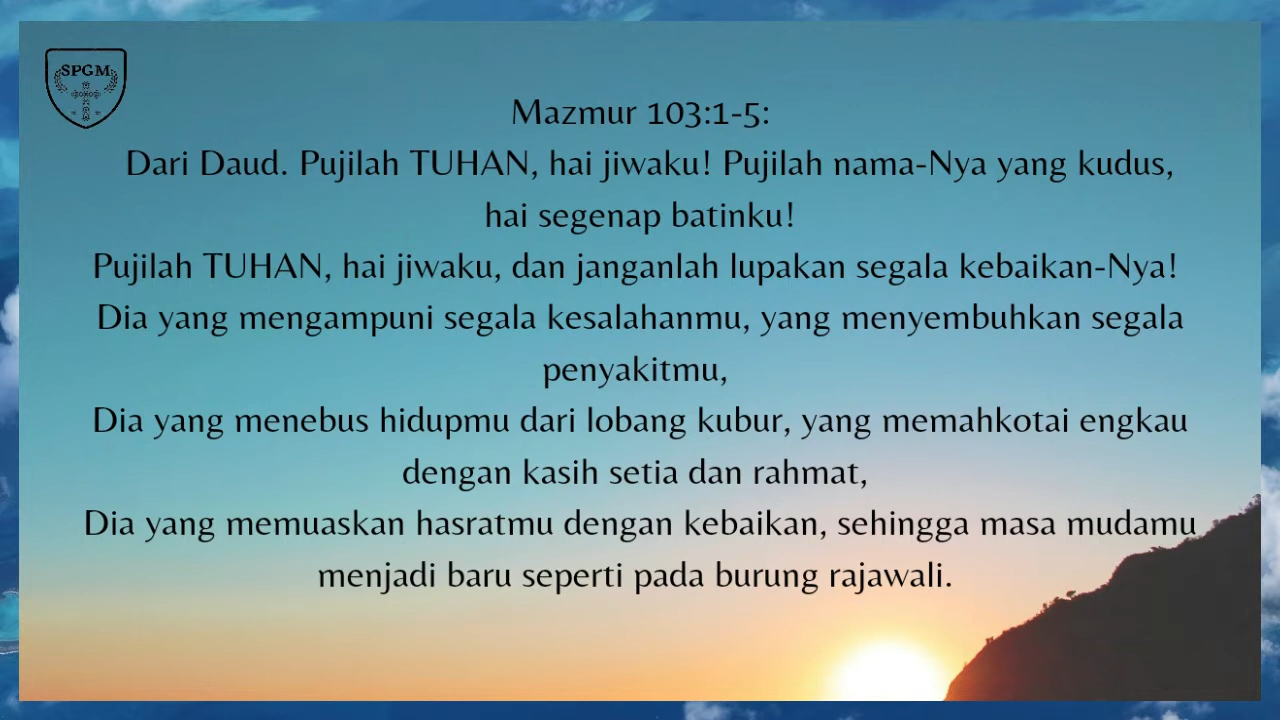 SPGM
Mazmur 103:1-5:
Dari Daud. Pujilah TUHAN, hai jiwaku! Pujilah nama-Nya yang kudus,
hai segenap batinku!
Pujilah TUHAN, hai jiwaku, dan janganlah lupakan segala kebaikan-Nya!
Dia yang mengampuni segala kesalahanmu, yang menyembuhkan segala
penyakitmu,
Dia yang menebus hidupmu dari lobang kubur, yang memahkotai engkau
dengan kasih setia dan rahmat,
Dia yang memuaskan hasratmu dengan kebaikan, sehingga masa mudamu
menjadi baru seperti pada burung rajawali.